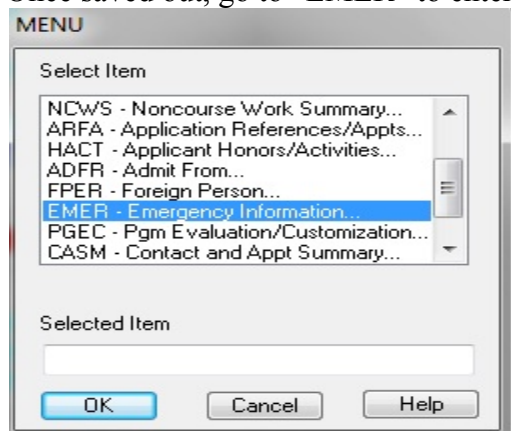 MENU
Select Item
NCWS - Noncourse Work Summary...
ARFA - Application References/Appts...
HACT - Applicant Honors/Activities...
ADFR - Admit From...
FPER - Foreign Person...
EMER - Emergency Information...
PGEC - Pgm Evaluation/Customization...
CASM - Contact and Appt Summary...
Selected Item
OK Cancel Help